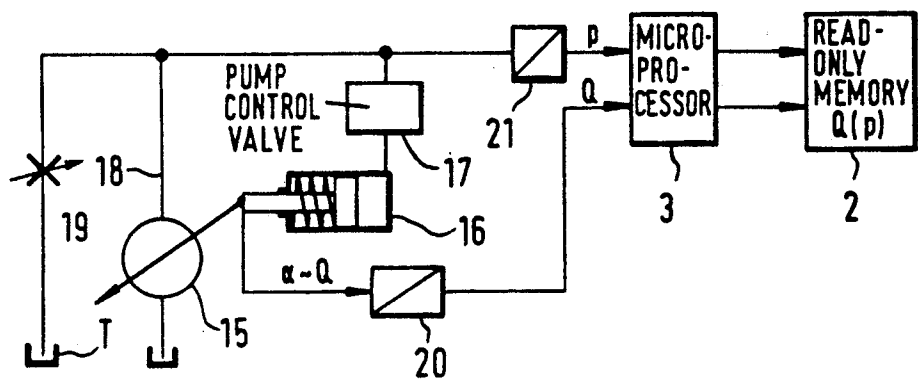 PUMP
CONTROL
VALVE
17
16
18
19
15
T
α~Q
20
21
p
Q
MICRO-
PRO-
CESSOR
3
READ-
ONLY
MEMORY
Q(p)
2